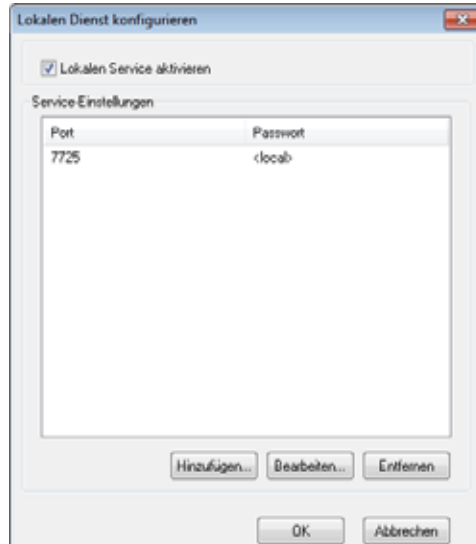 Lokalen Dienst konfigurieren
Lokalen Service aktivieren
Service-Einstellungen
Port Passwort
7725 <local>
Hinzufügen... Bearbeiten... Entfernen
OK Abbrechen